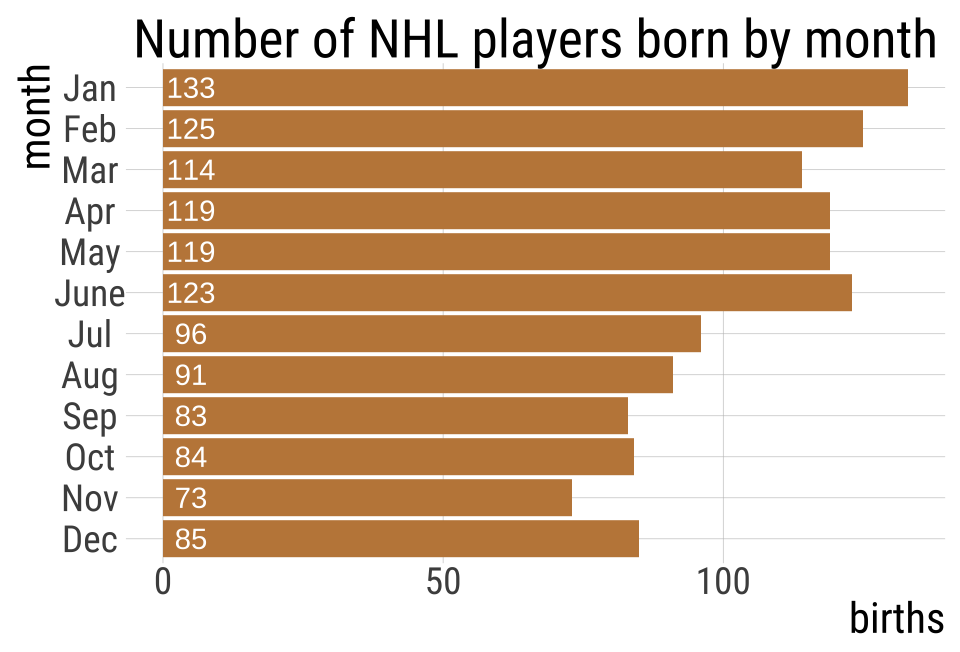 Number of NHL players born by month
month
Jan 133
Feb 125
Mar 114
Apr 119
May 119
June 123
Jul 96
Aug 91
Sep 83
Oct 84
Nov 73
Dec 85
0 50 100
births